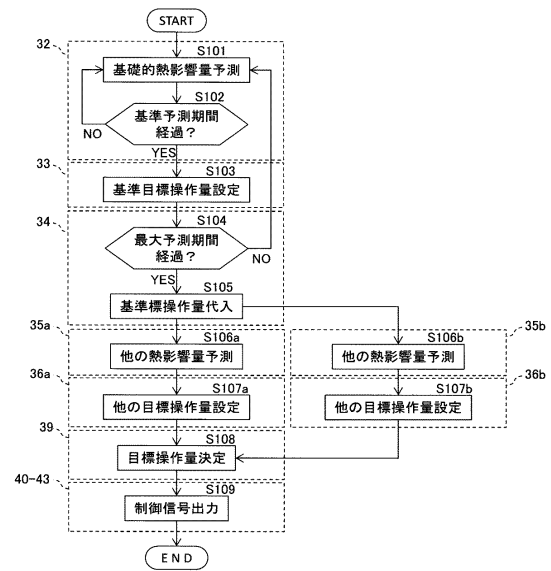 START
32
S101
基礎的熱影響量予測
S102
基準予測期間
経過？
NO
YES
33
S103
基準目標操作量設定
34
S104
最大予測期間
経過？
NO
YES
S105
基準標操作量代入
35a
S106a
他の熱影響量予測
35b
S106b
他の熱影響量予測
36a
S107a
他の目標操作量設定
36b
S107b
他の目標操作量設定
39
S108
目標操作量決定
40-43
S109
制御信号出力
END